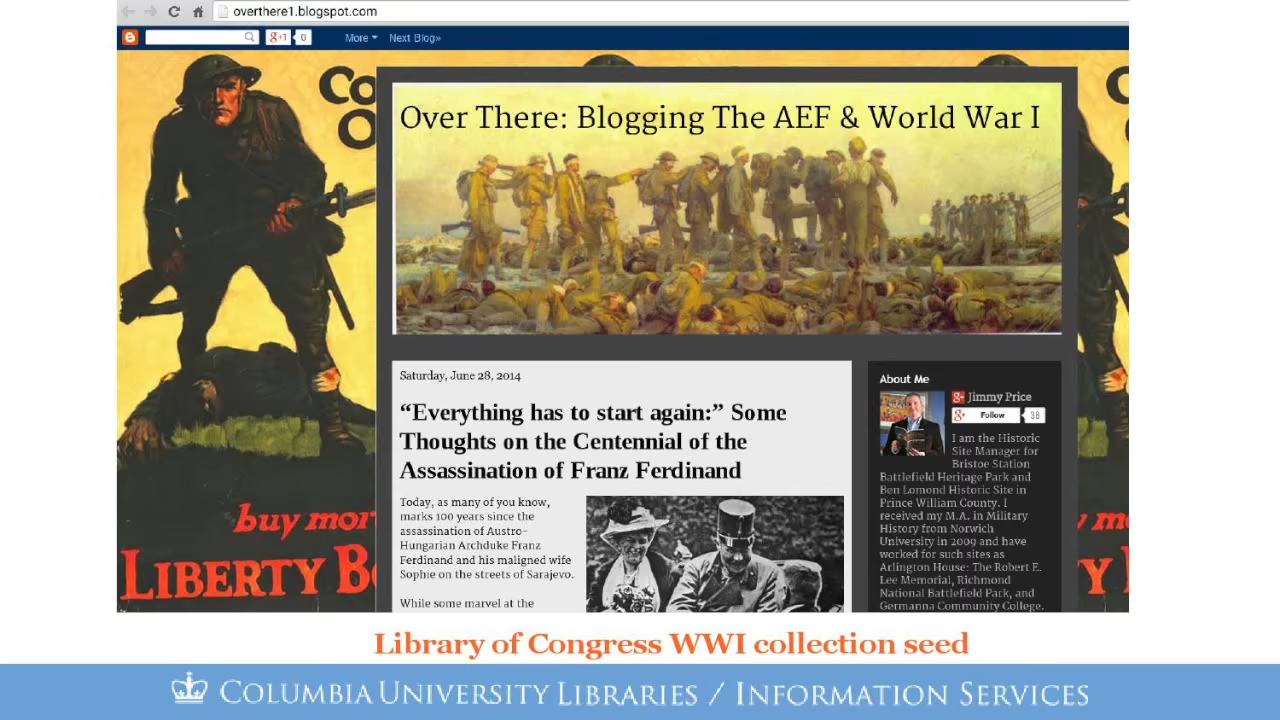 overthere1.blogspot.com
g+1 0 More Next Blog»
Over There: Blogging The AEF & World War I
Saturday, June 28, 2014
“Everything has to start again:” Some
Thoughts on the Centennial of the
Assassination of Franz Ferdinand
Today, as many of you know,
marks 100 years since the
assassination of Austro-
Hungarian Archduke Franz
Ferdinand and his maligned wife
Sophie on the streets of Sarajevo.
While some marvel at the
About Me
Jimmy Price
Follow 38
I am the Historic
Site Manager for
Bristoe Station
Battlefield Heritage Park and
Ben Lomond Historic Site in
Prince William County. I
received my M.A. in Military
History from Norwich
University in 2009 and have
worked for such sites as
Arlington House: The Robert E.
Lee Memorial, Richmond
National Battlefield Park, and
Germanna Community College.
buy mor
LIBERTY B
Library of Congress WWI collection seed
COLUMBIA UNIVERSITY LIBRARIES / INFORMATION SERVICES